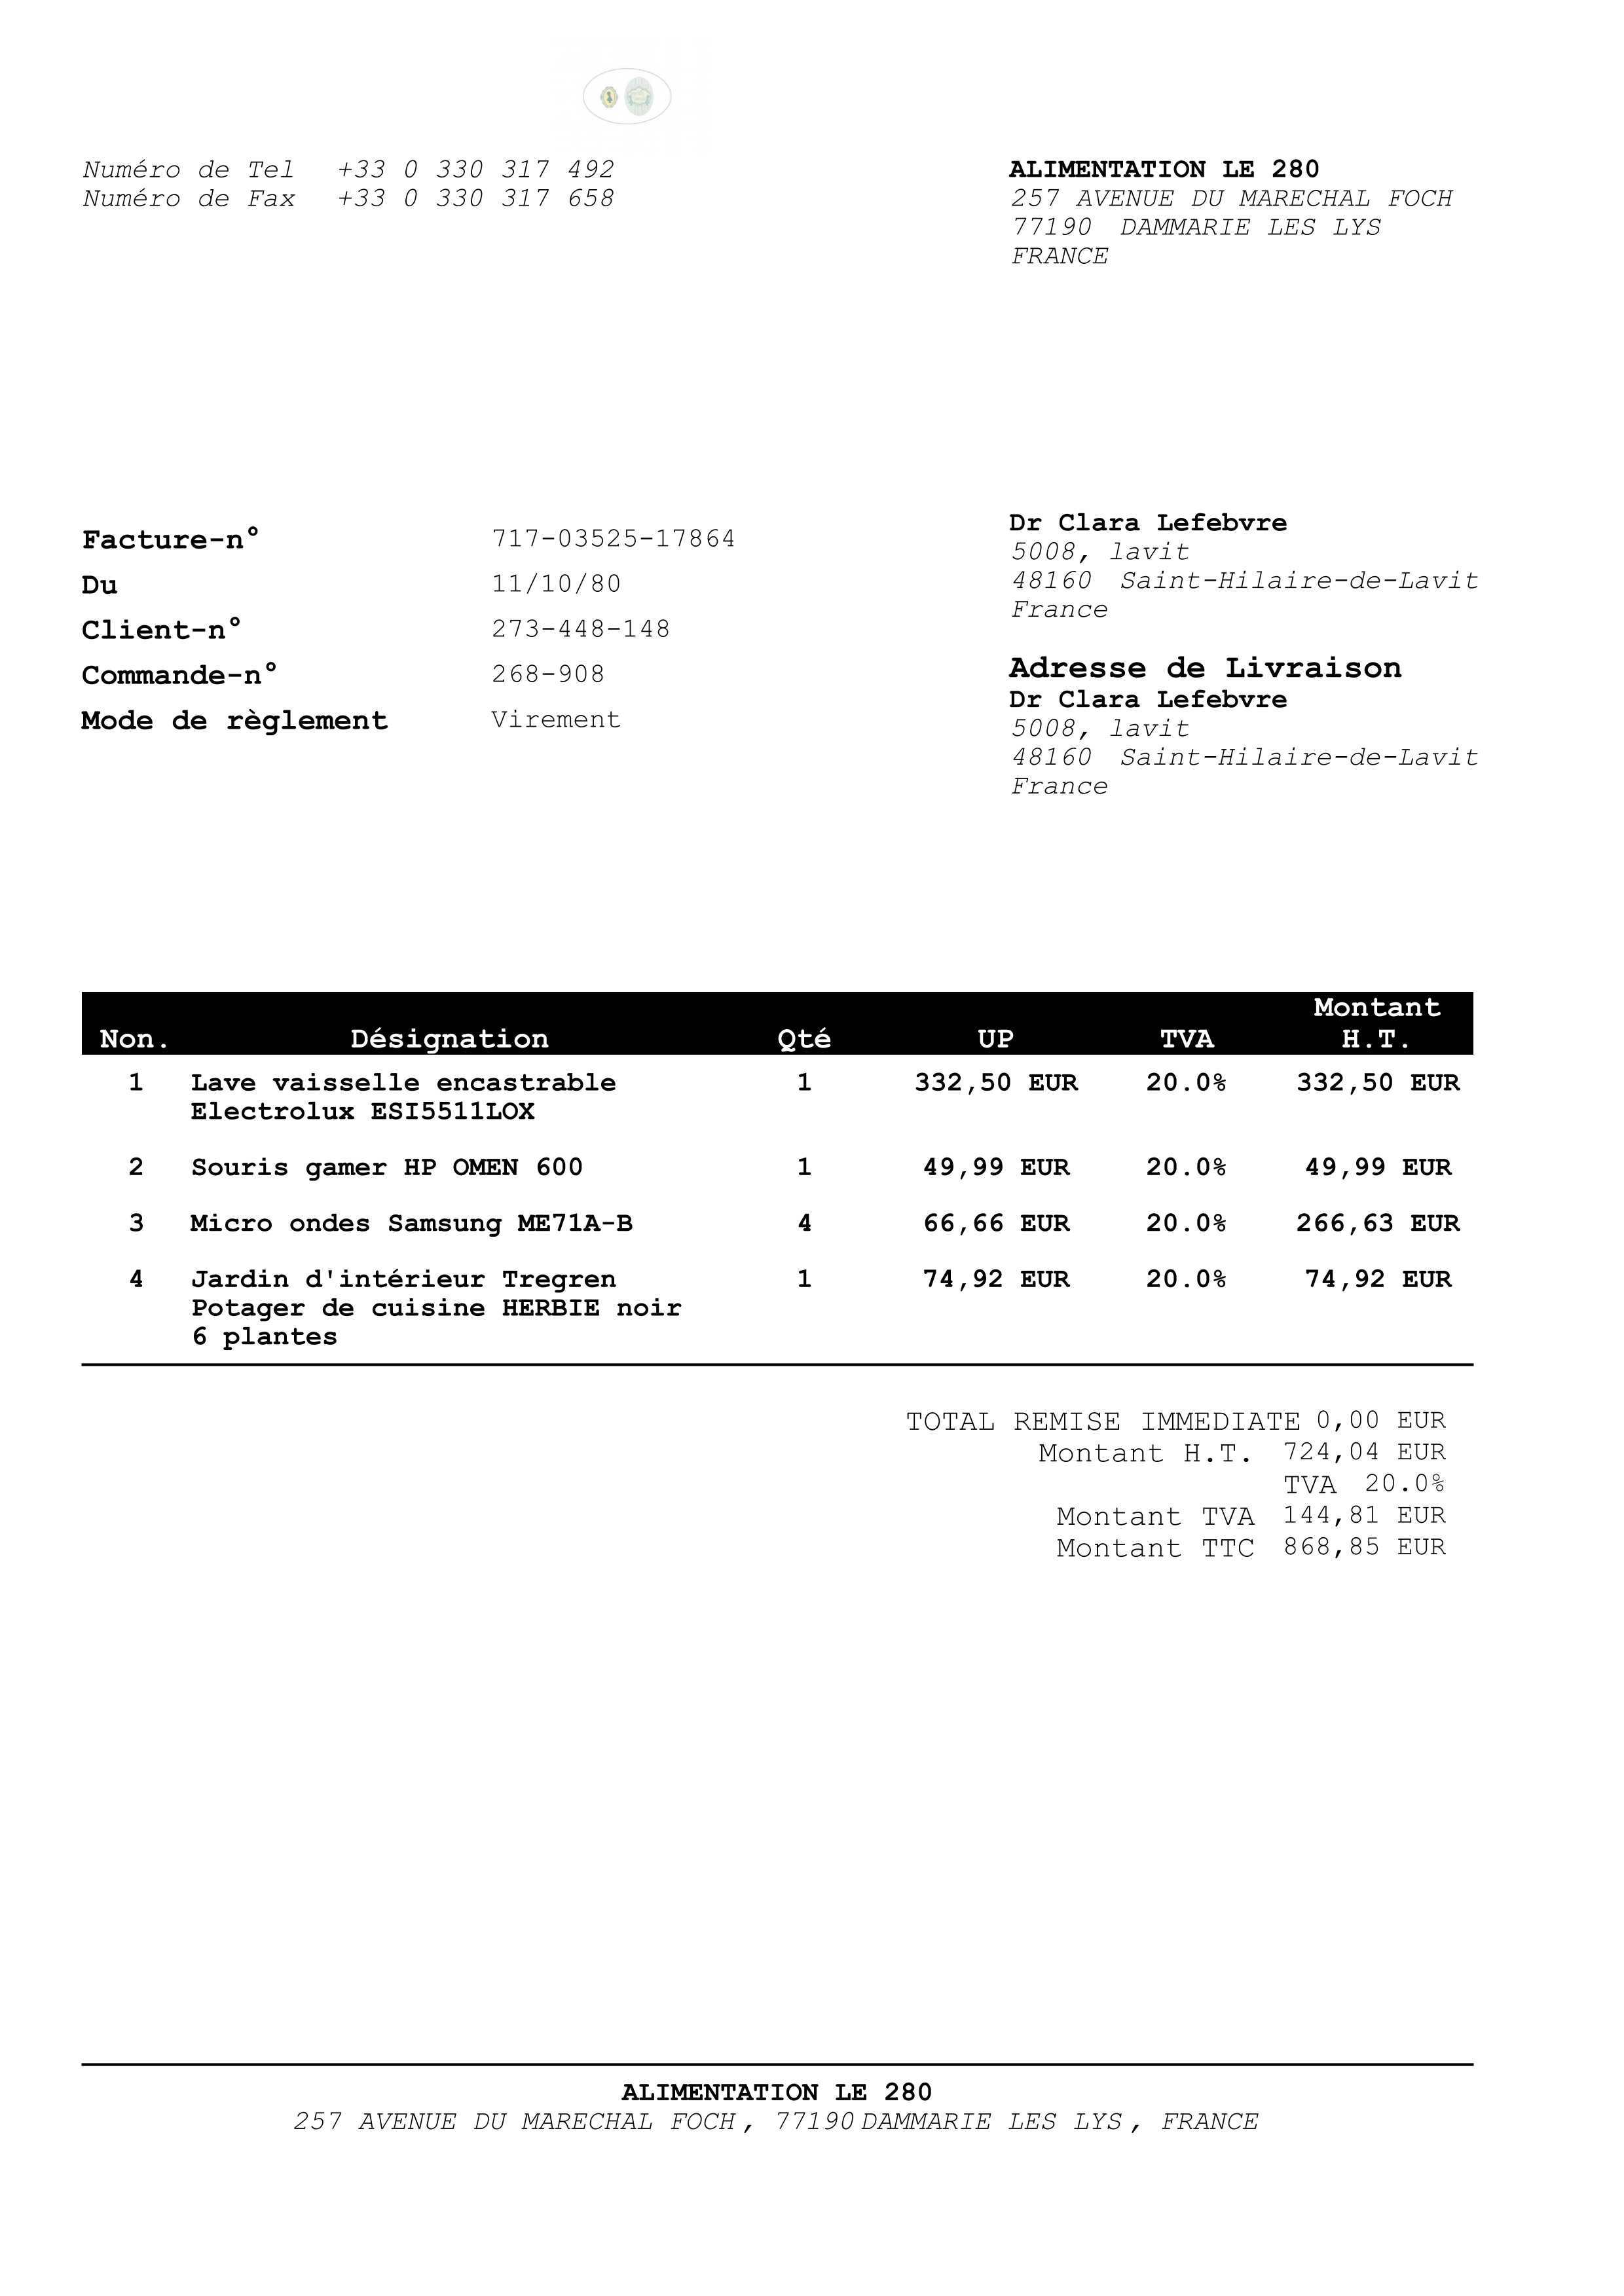 Numéro de Tel +33 0 330 317 492
Numéro de Fax +33 0 330 317 658
ALIMENTATION LE 280
257 AVENUE DU MARECHAL FOCH
77190 DAMMARIE LES LYS
FRANCE
Facture-n° 717-03525-17864
Du 11/10/80
Client-n° 273-448-148
Commande-n° 268-908
Mode de règlement Virement
Dr Clara Lefebvre
5008, lavit
48160 Saint-Hilaire-de-Lavit
France
Adresse de Livraison
Dr Clara Lefebvre
5008, lavit
48160 Saint-Hilaire-de-Lavit
France
Non. Désignation Qté UP TVA Montant H.T.
1 Lave vaisselle encastrable 1 332,50 EUR 20.0% 332,50 EUR
Electrolux ESI5511LOX
2 Souris gamer HP OMEN 600 1 49,99 EUR 20.0% 49,99 EUR
3 Micro ondes Samsung ME71A-B 4 66,66 EUR 20.0% 266,63 EUR
4 Jardin d'intérieur Tregren 1 74,92 EUR 20.0% 74,92 EUR
Potager de cuisine HERBIE noir
6 plantes
TOTAL REMISE IMMEDIATE 0,00 EUR
Montant H.T. 724,04 EUR
TVA 20.0%
Montant TVA 144,81 EUR
Montant TTC 868,85 EUR
ALIMENTATION LE 280
257 AVENUE DU MARECHAL FOCH , 77190 DAMMARIE LES LYS , FRANCE